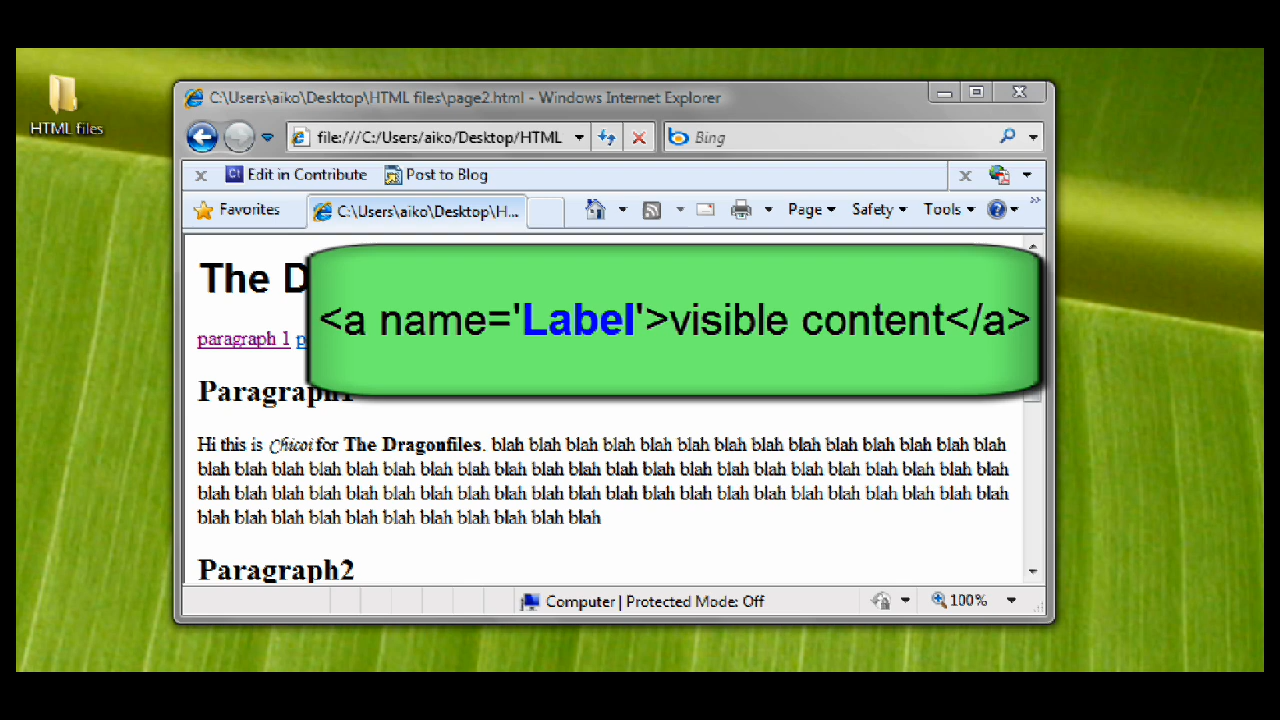 HTML files
C:\Users\aiko\Desktop\HTML files\page2.html - Windows Internet Explorer
file:///C:/Users/aiko/Desktop/HTML
Bing
Edit in Contribute
Post to Blog
Favorites
C:\Users\aiko\Desktop\H...
Page
Safety
Tools
The D
<a name='Label'>visible content</a>
paragraph 1 p
Paragraph1
Hi this is Chicoi for The Dragonfiles. blah blah blah blah blah blah blah blah blah blah blah blah blah blah
blah blah blah blah blah blah blah blah blah blah blah blah blah blah blah blah blah blah blah blah blah blah
blah blah blah blah blah blah blah blah blah blah blah blah blah blah blah blah blah blah blah blah blah blah
blah blah blah blah blah blah blah blah blah blah blah
Paragraph2
Computer | Protected Mode: Off
100%